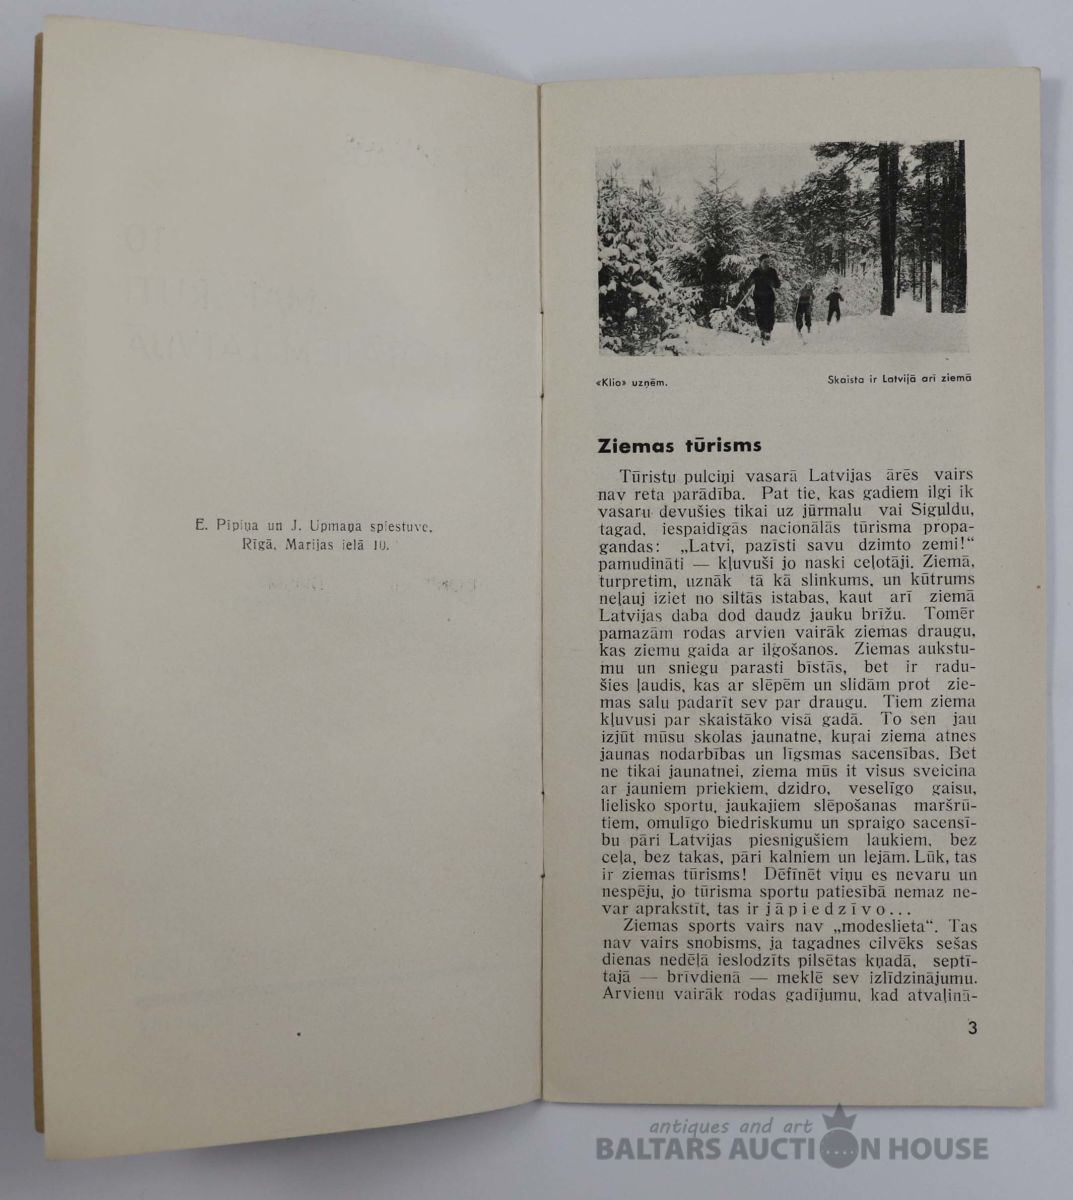 E. Pīpiņa un J. Upmaņa spiestuve,
Rīgā, Marijas ielā 10.
«Klio» uzņēm.
Skaista ir Latvijā arī ziemā
Ziemas tūrisms
Tūristu pulciņi vasarā Latvijas ārēs vairs
nav reta parādība. Pat tie, kas gadiem ilgi ik
vasaru devušies tikai uz jūrmalu vai Siguldu,
tagad, iespaidīgās nacionālās tūrisma propa-
gandas: „Latvi, pazīsti savu dzimto zemi!“
pamudināti — kļuvuši jo naski ceļotāji. Ziemā,
turpretim, uznāk tā kā slinkums, un kūtrums
neļauj iziet no siltās istabas, kaut arī ziemā
Latvijas daba dod daudz jauku brīžu. Tomēr
pamazām rodas arvien vairāk ziemas draugu,
kas ziemu gaida ar ilgošanos. Ziemas aukstu-
mu un sniegu parasti bīstās, bet ir radu-
šies ļaudis, kas ar slēpēm un slidām prot zie-
mas salu padarīt sev par draugu. Tiem ziema
kļuvusi par skaistāko visā gadā. To sen jau
izjūt mūsu skolas jaunatne, kuŗai ziema atnes
jaunas nodarbības un līgsmas sacensības. Bet
ne tikai jaunatnei, ziema mūs it visus sveicina
ar jauniem priekiem, dzidro, veselīgo gaisu,
lielisko sportu, jaukajiem slēpošanas maršrū-
tiem, omulīgo biedriskumu un spraigo sacensī-
bu pāri Latvijas piesnigušiem laukiem, bez
ceļa, bez takas, pāri kalniem un lejām. Lūk, tas
ir ziemas tūrisms! Dēfinēt viņu es nevaru un
nespēju, jo tūrisma sportu patiesībā nemaz ne-
var aprakstīt, tas ir jāpiedzīvo...
Ziemas sports vairs nav „modeslieta“. Tas
nav vairs snobisms, ja tagadnes cilvēks sešas
dienas nedēļā ieslodzīts pilsētas kņadā, septī-
tajā — brīvdienā — meklē sev izlīdzinājumu.
Arvienu vairāk rodas gadījumu, kad atvaļinā-
3
antiques and art
BALTARS AUCTION HOUSE